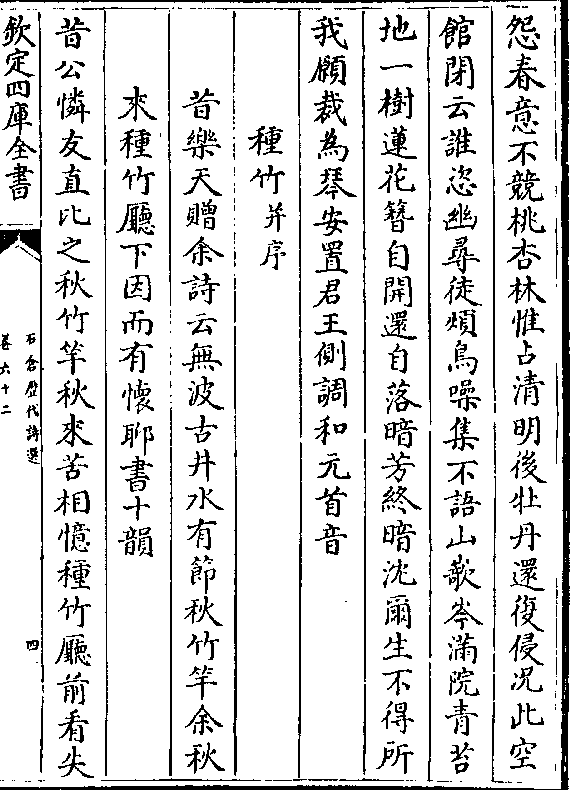 怨春意不競桃杏林惟占清明後牡丹還復侵况此空
館閉云誰恣幽尋徒煩鳥噪集不語山嶔岑滿院青苔
地一樹蓮花簪自開還自落暗芳終暗沈爾生不得所
我願裁為琴安置君王側調和元首音
種竹并序
昔樂天贈余詩云無波古井水有節秋竹竿余秋
來種竹廳下因而有懷聊書十韻
昔公憐友直比之秋竹竿秋來苦相憶種竹廳前看失
欽定四庫全書
石倉歷代詩選
卷六十二
四